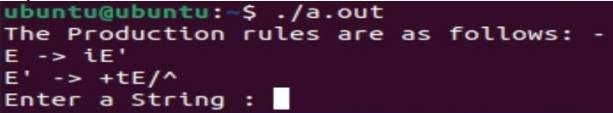 ubuntu@ubuntu:~$ ./a.out
The Production rules are as follows: -
E -> iE'
E' -> +tE/^
Enter a String :